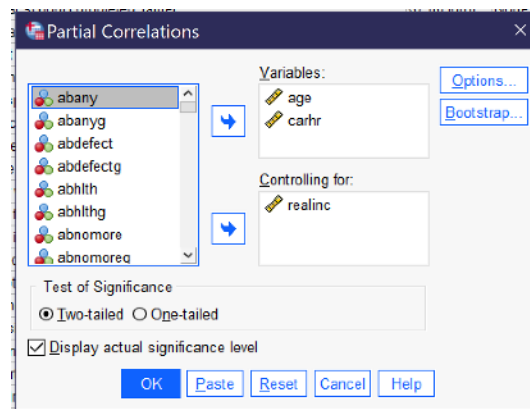 Partial Correlations
Variables:
abany
abanyg
abdefect
abdefectg
abhlth
abhlthg
abnomore
abnomoreg
age
carhr
Options...
Bootstrap...
Controlling for:
realinc
Test of Significance
Two-tailed One-tailed
Display actual significance level
OK Paste Reset Cancel Help